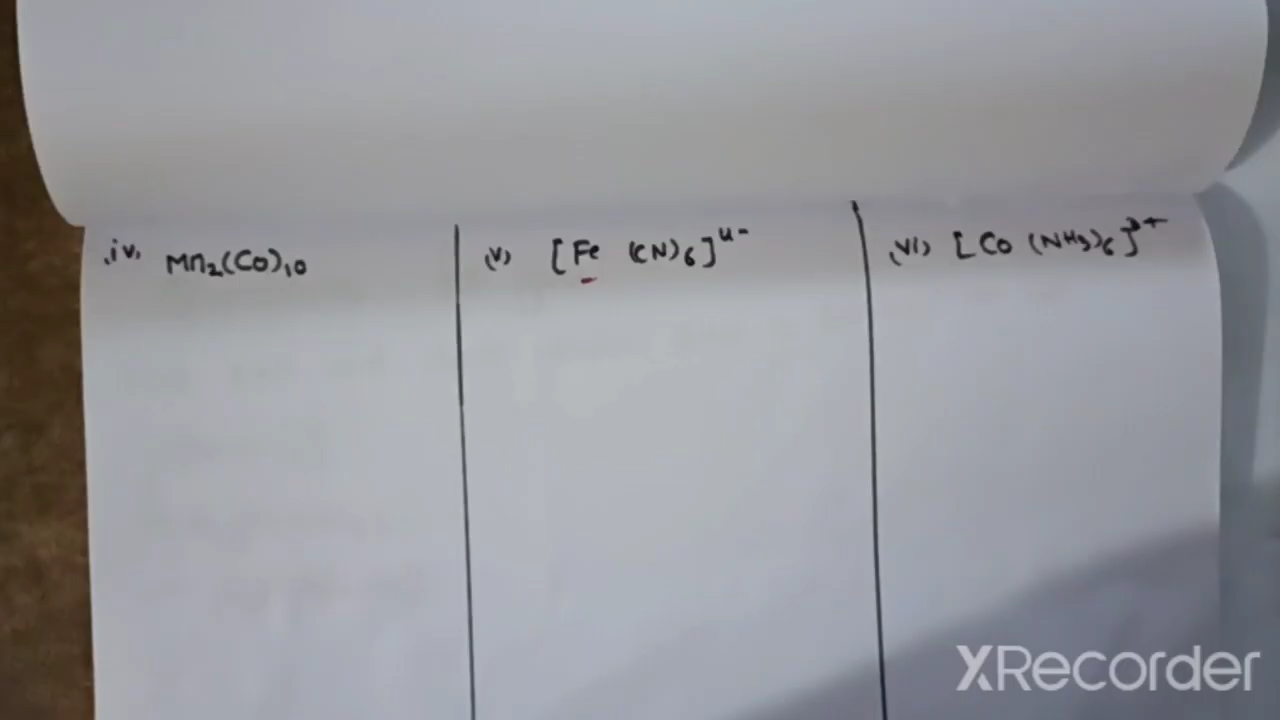 (iv) Mn₂(Co)₁₀
(v) [Fe (CN)₆]⁴⁻
(vi) [Co (NH₃)₆]³⁺
XRecorder